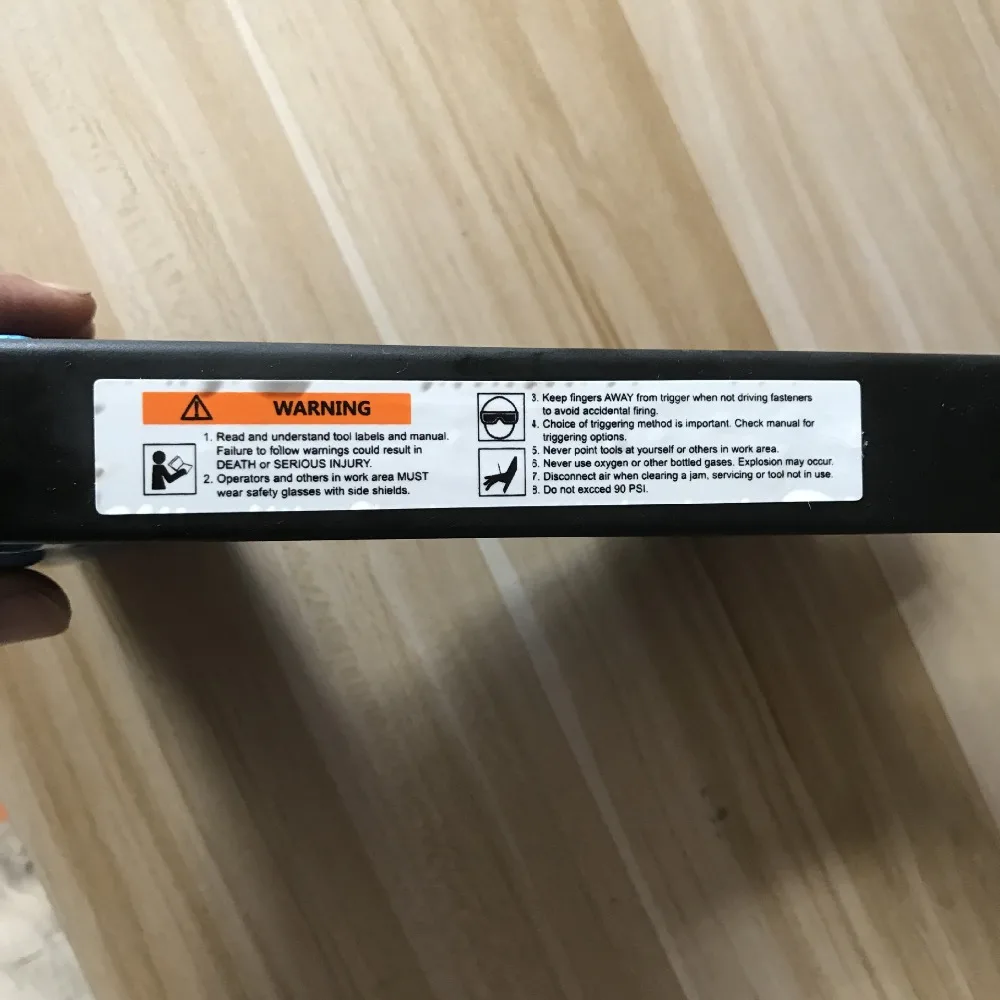 WARNING
1. Read and understand tool labels and manual.
Failure to follow warnings could result in
DEATH or SERIOUS INJURY.
2. Operators and others in work area MUST
wear safety glasses with side shields.
3. Keep fingers AWAY from trigger when not driving fasteners
to avoid accidental firing.
4. Choice of triggering method is important. Check manual for
triggering options.
5. Never point tools at yourself or others in work area.
6. Never use oxygen or other bottled gases. Explosion may occur.
7. Disconnect air when clearing a jam, servicing or tool not in use.
8. Do not excced 90 PSI.